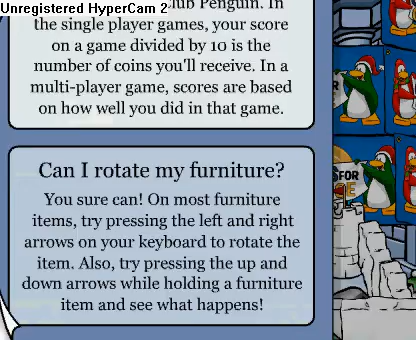 Unregistered HyperCam 2
Club Penguin. In
the single player games, your score
on a game divided by 10 is the
number of coins you'll receive. In a
multi-player game, scores are based
on how well you did in that game.
Can I rotate my furniture?
You sure can! On most furniture
items, try pressing the left and right
arrows on your keyboard to rotate the
item. Also, try pressing the up and
down arrows while holding a furniture
item and see what happens!
FOR